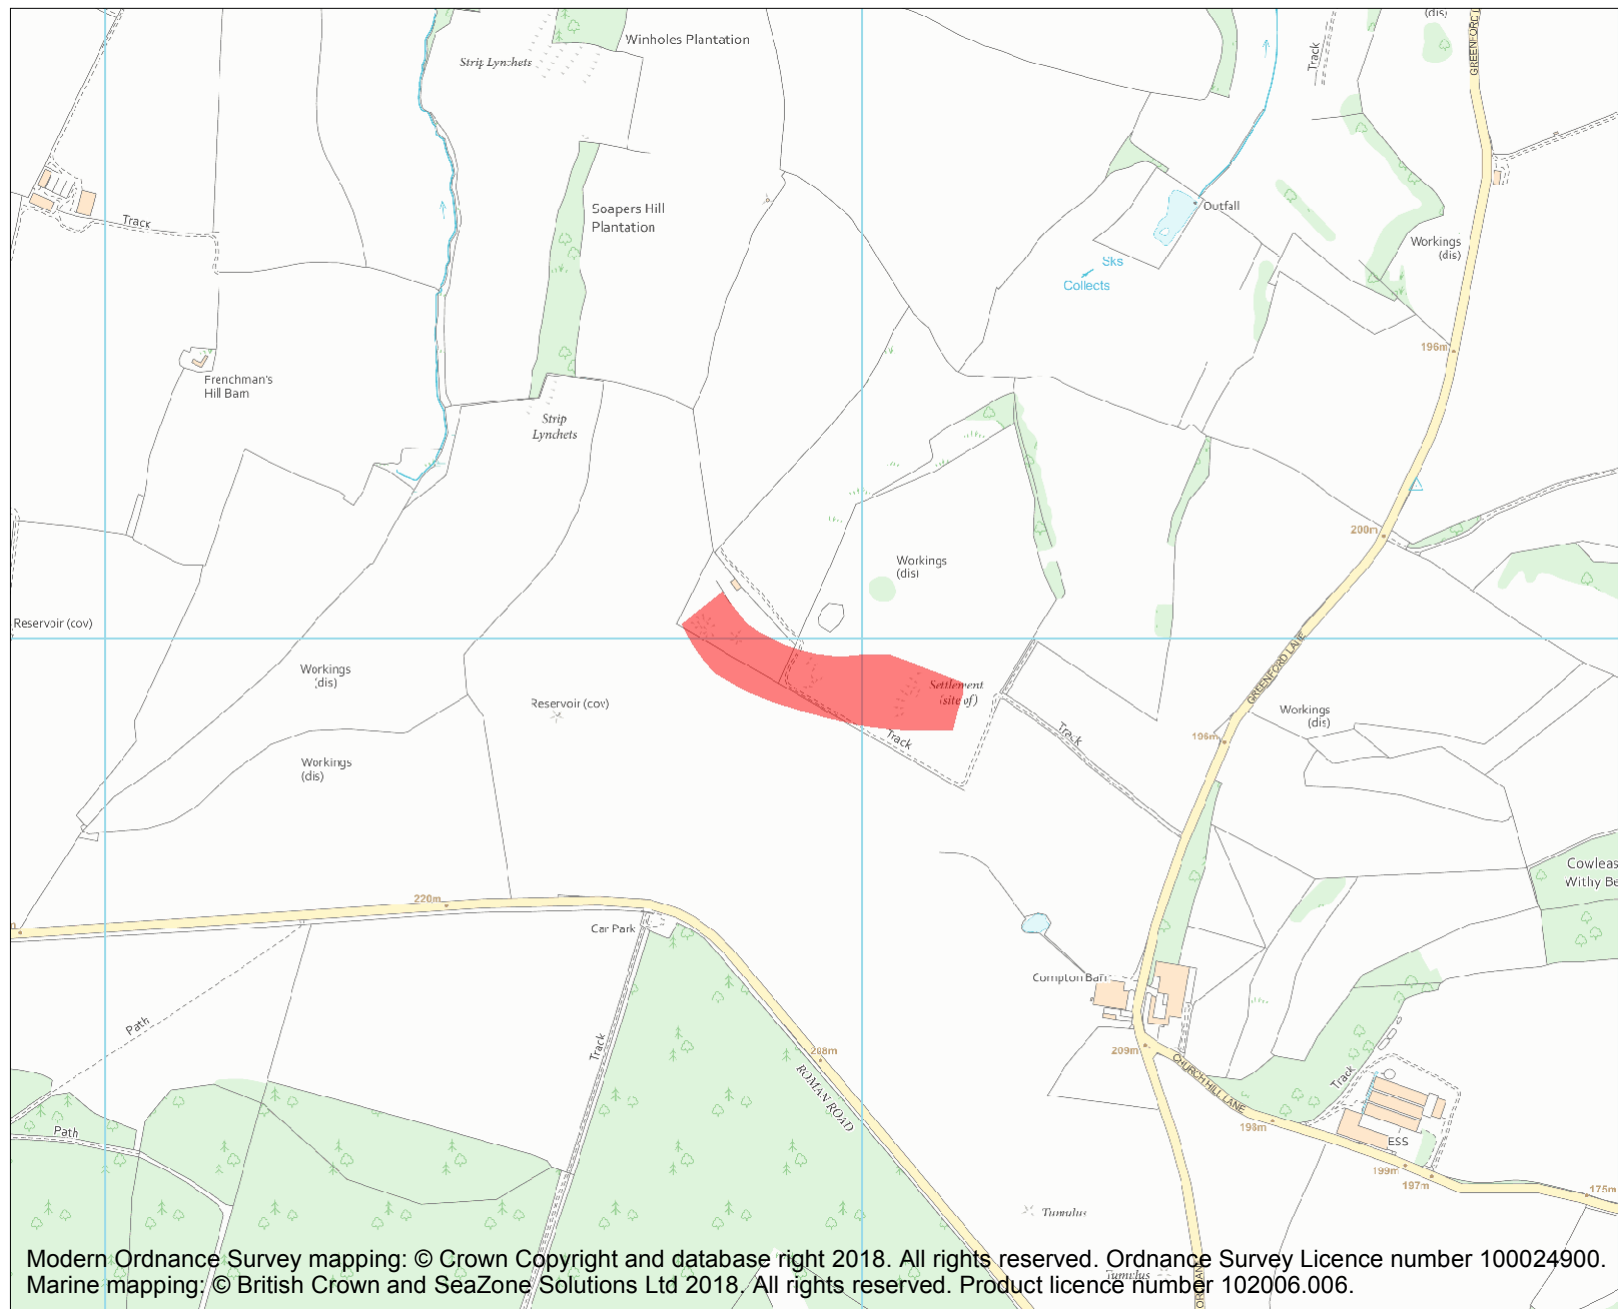 (dis)
GREENFORD
Winholes Plantation
Strip Lynchets
Track
Soapers Hill
Plantation
Outfall
Track
Workings
(dis)
Sks
Collects
196m
Frenchman's
Hill Barn
Strip
Lynchets
200m
Workings
(dis)
Reservoir (cov)
GREENFORD LANE
Workings
(dis)
Settlement
(site of)
Reservoir (cov)
Workings
(dis)
Track
Track
196m
Workings
(dis)
Cowleas
Withy Be
220m
Car Park
Compton Barn
Path
Track
208m
209m
ROMAN ROAD
CHURCH HILL LANE
Track
Path
198m
ESS
199m
197m
175m
Tumulus
Modern Ordnance Survey mapping: © Crown Copyright and database right 2018. All rights reserved. Ordnance Survey Licence number 100024900.
Marine mapping: © British Crown and SeaZone Solutions Ltd 2018. All rights reserved. Product licence number 102006.006.
Tumulus